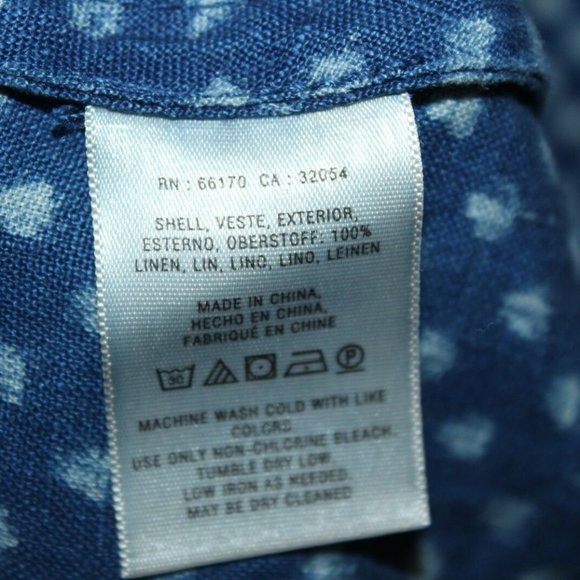 RN : 66170 CA : 32054
SHELL, VESTE, EXTERIOR,
ESTERNO, OBERSTOFF: 100%
LINEN, LIN, LINO, LINO, LEINEN
MADE IN CHINA,
HECHO EN CHINA,
FABRIQUÉ EN CHINE
30 P
MACHINE WASH COLD WITH LIKE
COLORS.
USE ONLY NON-CHLORINE BLEACH.
TUMBLE DRY LOW.
LOW IRON AS NEEDED.
MAY BE DRY CLEANED